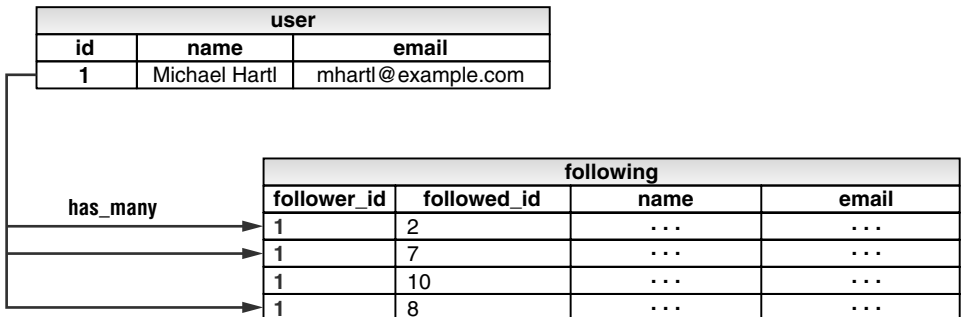 user
id name email
1 Michael Hartl mhartl@example.com
following
has_many
follower_id followed_id name email
1 2 ... ...
1 7 ... ...
1 10 ... ...
1 8 ... ...